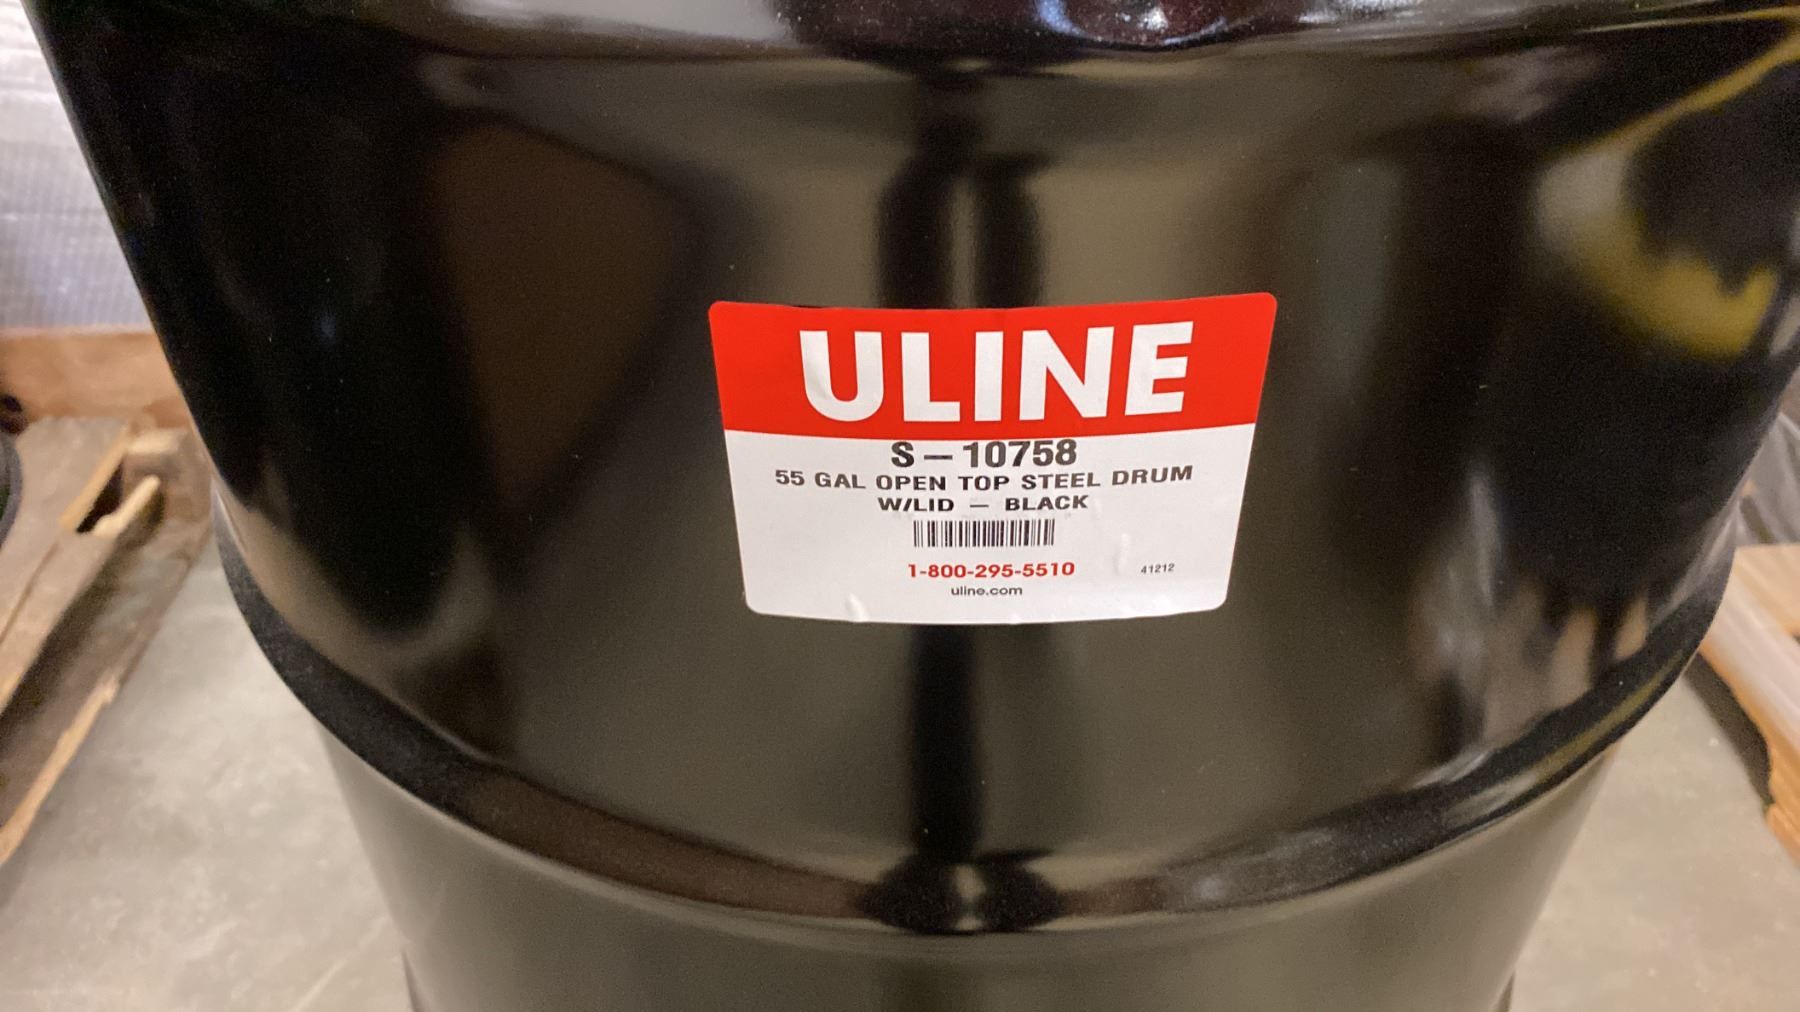 ULINE
S–10758
55 GAL OPEN TOP STEEL DRUM
W/LID – BLACK
1-800-295-5510
41212
uline.com